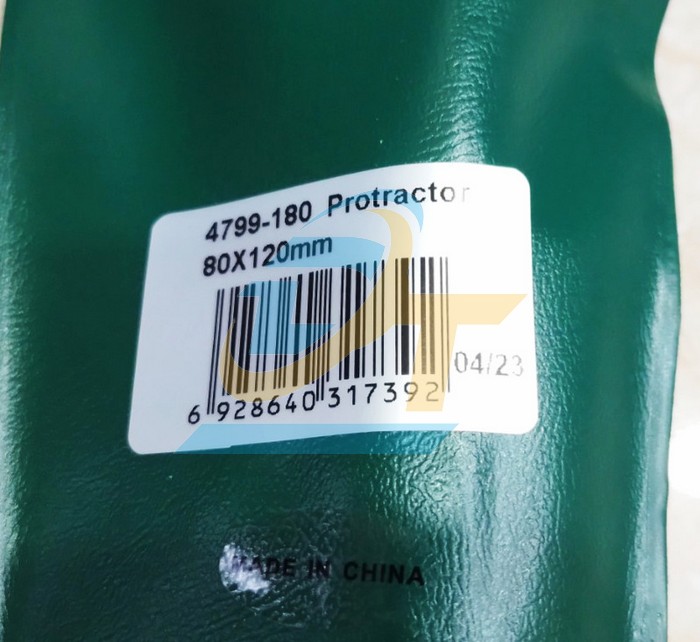 4799-180 Protractor
80X120mm
04/23
6 928640 317392
MADE IN CHINA